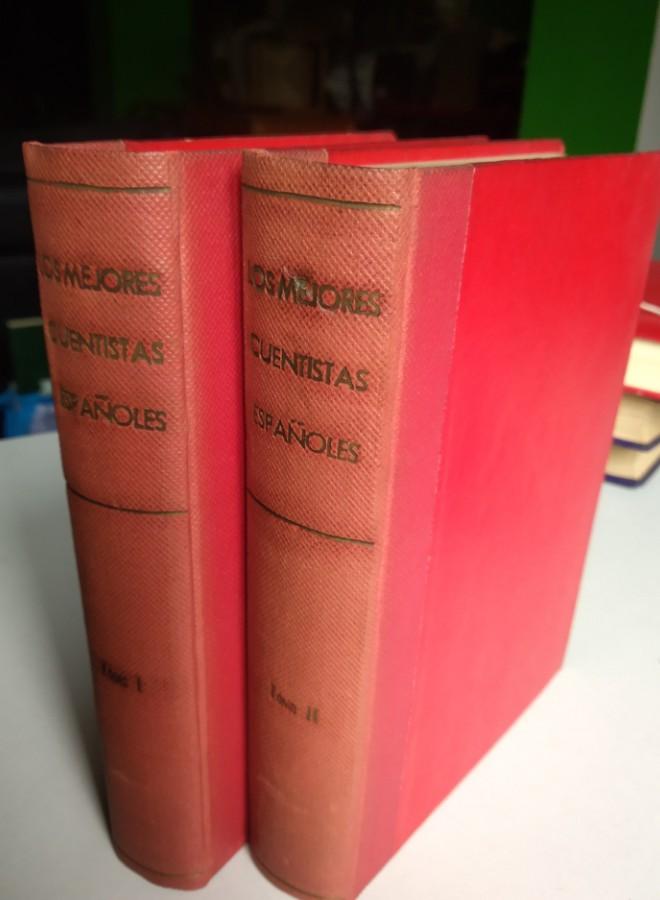 LOS MEJORES
CUENTISTAS
ESPAÑOLES
Tomo I
LOS MEJORES
CUENTISTAS
ESPAÑOLES
Tomo II